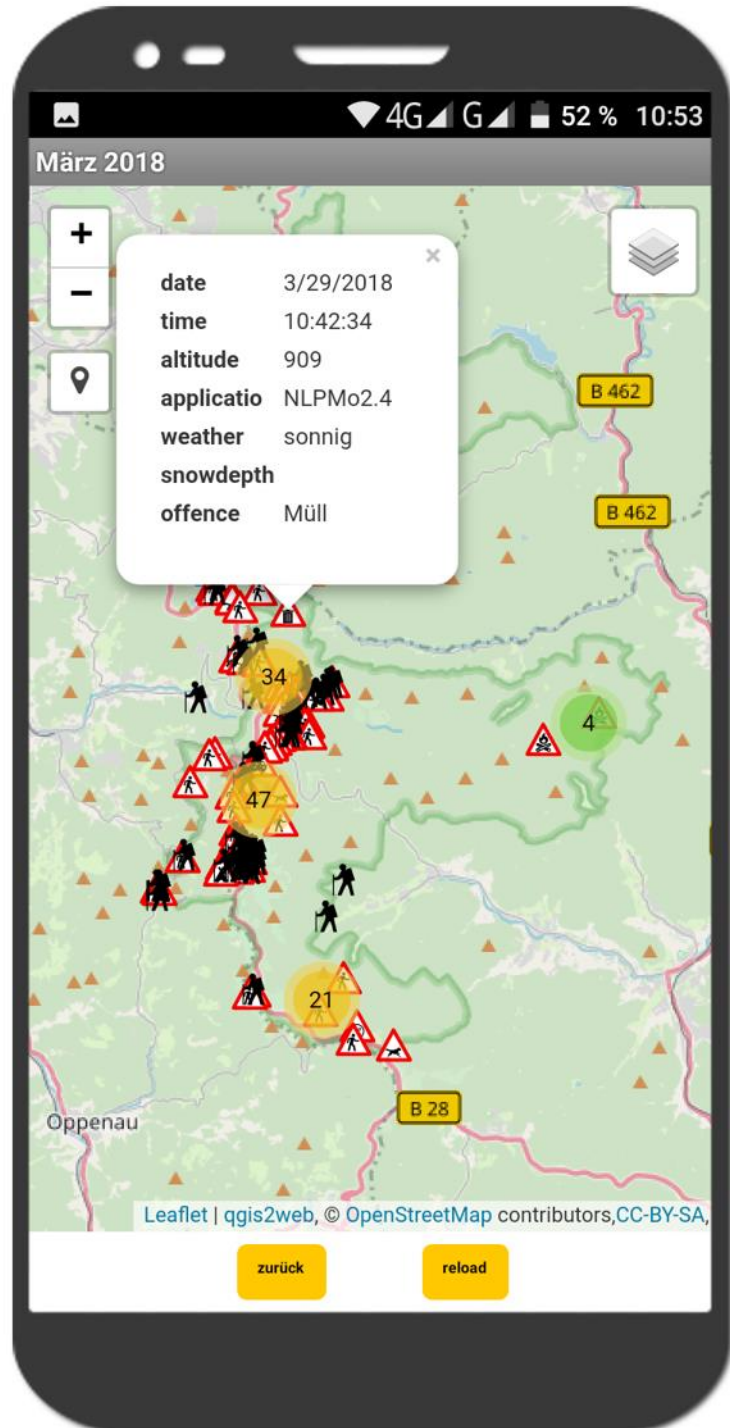 4G G 52 % 10:53
März 2018
+
−
×
date 3/29/2018
time 10:42:34
altitude 909
applicatio NLPMo2.4
weather sonnig
snowdepth
offence Müll
B 462
B 462
34
4
47
21
B 28
Oppenau
Leaflet | qgis2web, © OpenStreetMap contributors,CC-BY-SA,
zurück reload